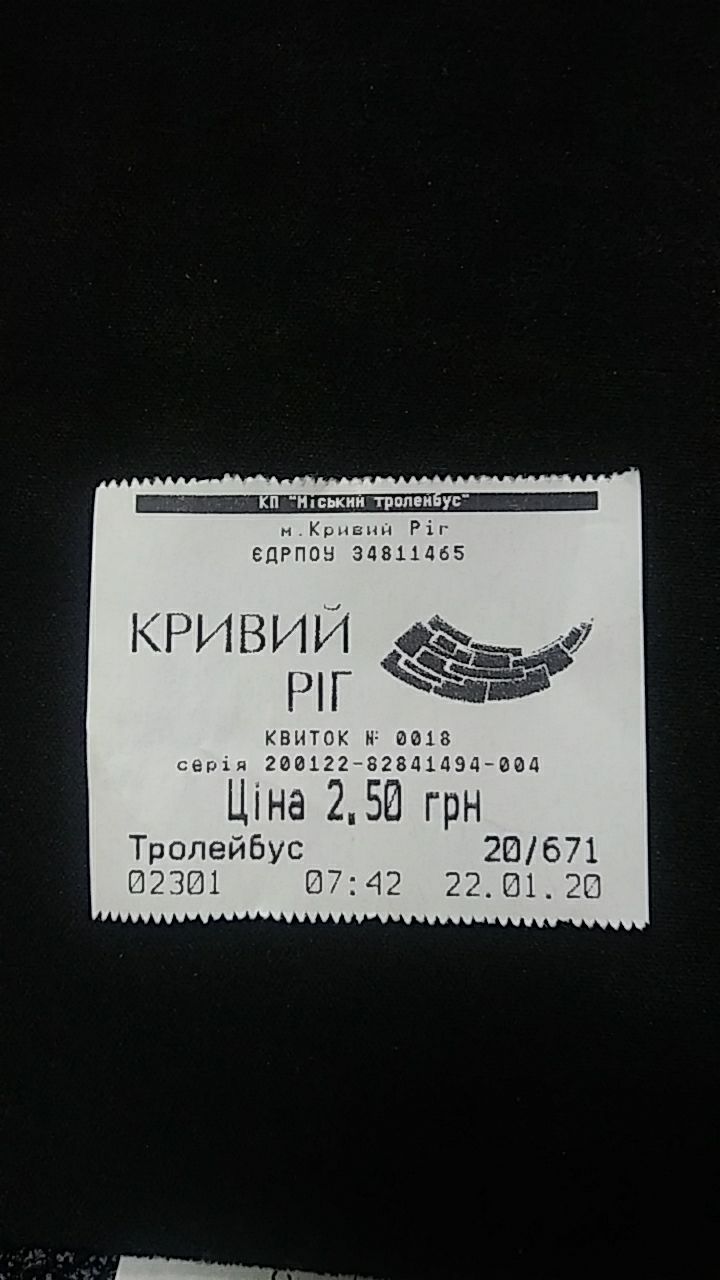 КП "Міський тролейбус"
м.Кривий Ріг
ЄДРПОУ 34811465
КРИВИЙ
РІГ
КВИТОК № 0018
серія 200122-82841494-004
Ціна 2.50 грн
Тролейбус 20/671
02301 07:42 22.01.20